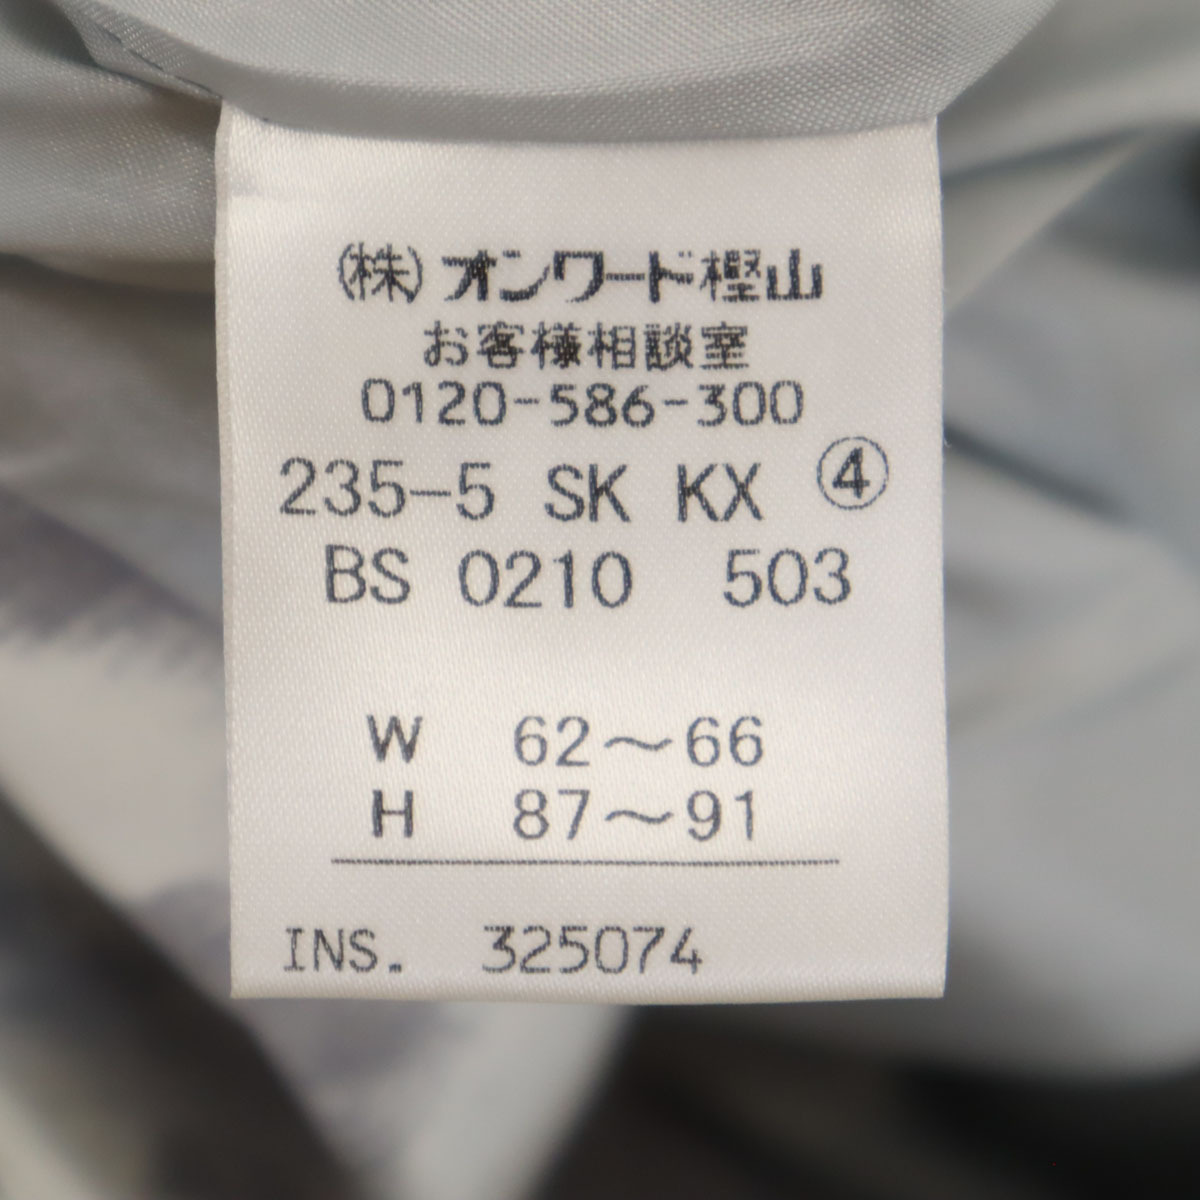 (株)オンワード樫山
お客様相談室
0120-586-300
235-5 SK KX ④
BS 0210 503
W 62～66
H 87～91
INS. 325074